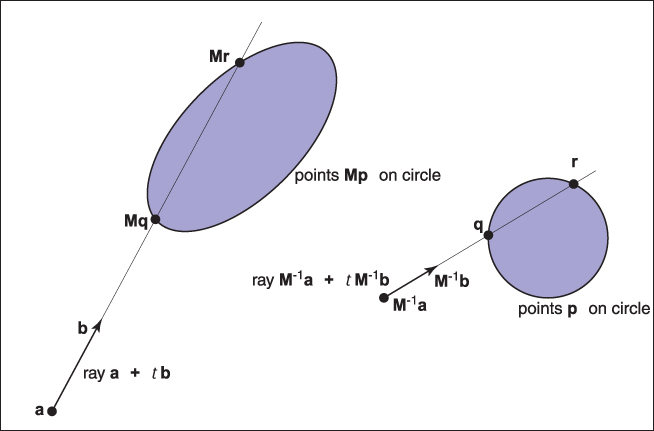 Mr
points Mp on circle
Mq
b
ray a + t b
a
r
q
ray M⁻¹a + t M⁻¹b
M⁻¹b
M⁻¹a
points p on circle